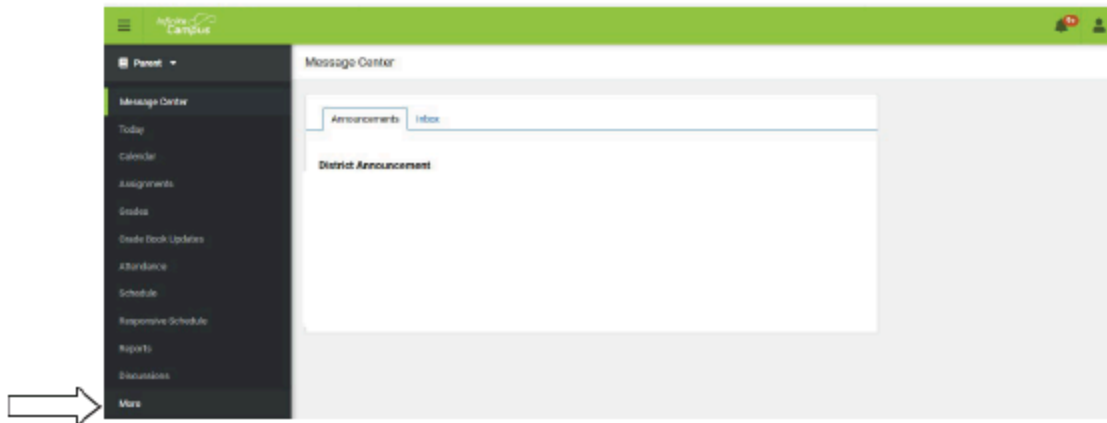 Infinite
Campus
Parent
Message Center
Message Center
Today
Calendar
Assignments
Grades
Grade Book Updates
Attendance
Schedule
Responsive Schedule
Reports
Discussions
More
Announcements
Inbox
District Announcement